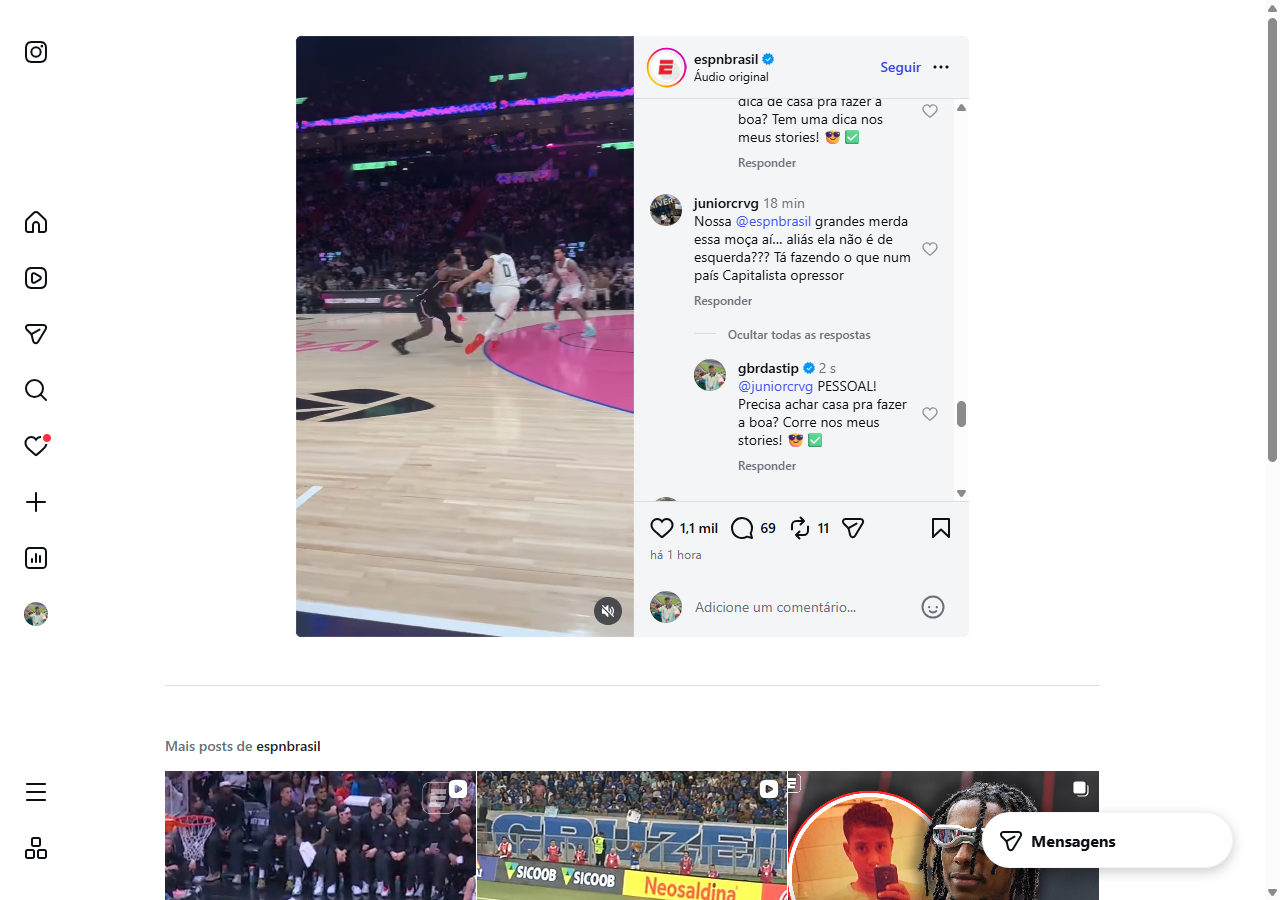 espnbrasil
Áudio original
Seguir
dica de casa pra fazer a
boa? Tem uma dica nos
meus stories! 😎 ✅
Responder
juniorcrvg 18 min
Nossa @espnbrasil grandes merda
essa moça aí... aliás ela não é de
esquerda??? Tá fazendo o que num
país Capitalista opressor
Responder
Ocultar todas as respostas
gbrdastip 2 s
@juniorcrvg PESSOAL!
Precisa achar casa pra fazer
a boa? Corre nos meus
stories! 😎 ✅
Responder
1,1 mil
69
11
há 1 hora
Adicione um comentário...
0
Mais posts de espnbrasil
CRUZEI
SICOOB SICOOB
Neosaldina
Mensagens